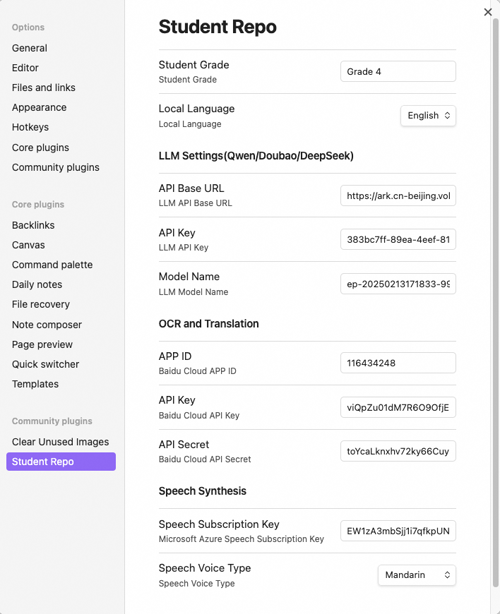 Student Repo
Options
General
Editor
Files and links
Appearance
Hotkeys
Core plugins
Community plugins
Core plugins
Backlinks
Canvas
Command palette
Daily notes
File recovery
Note composer
Page preview
Quick switcher
Templates
Community plugins
Clear Unused Images
Student Repo
Student Grade
Student Grade
Grade 4
Local Language
Local Language
English
LLM Settings(Qwen/Doubao/DeepSeek)
API Base URL
LLM API Base URL
https://ark.cn-beijing.vol
API Key
LLM API Key
383bc7ff-89ea-4eef-81
Model Name
LLM Model Name
ep-20250213171833-99
OCR and Translation
APP ID
Baidu Cloud APP ID
116434248
API Key
Baidu Cloud API Key
viQpZu01dM7R6O9OfjE
API Secret
Baidu Cloud API Secret
toYcaLknxhv72ky66Cuy
Speech Synthesis
Speech Subscription Key
Microsoft Azure Speech Subscription Key
EW1zA3mbSjj1i7qfkpUN
Speech Voice Type
Speech Voice Type
Mandarin